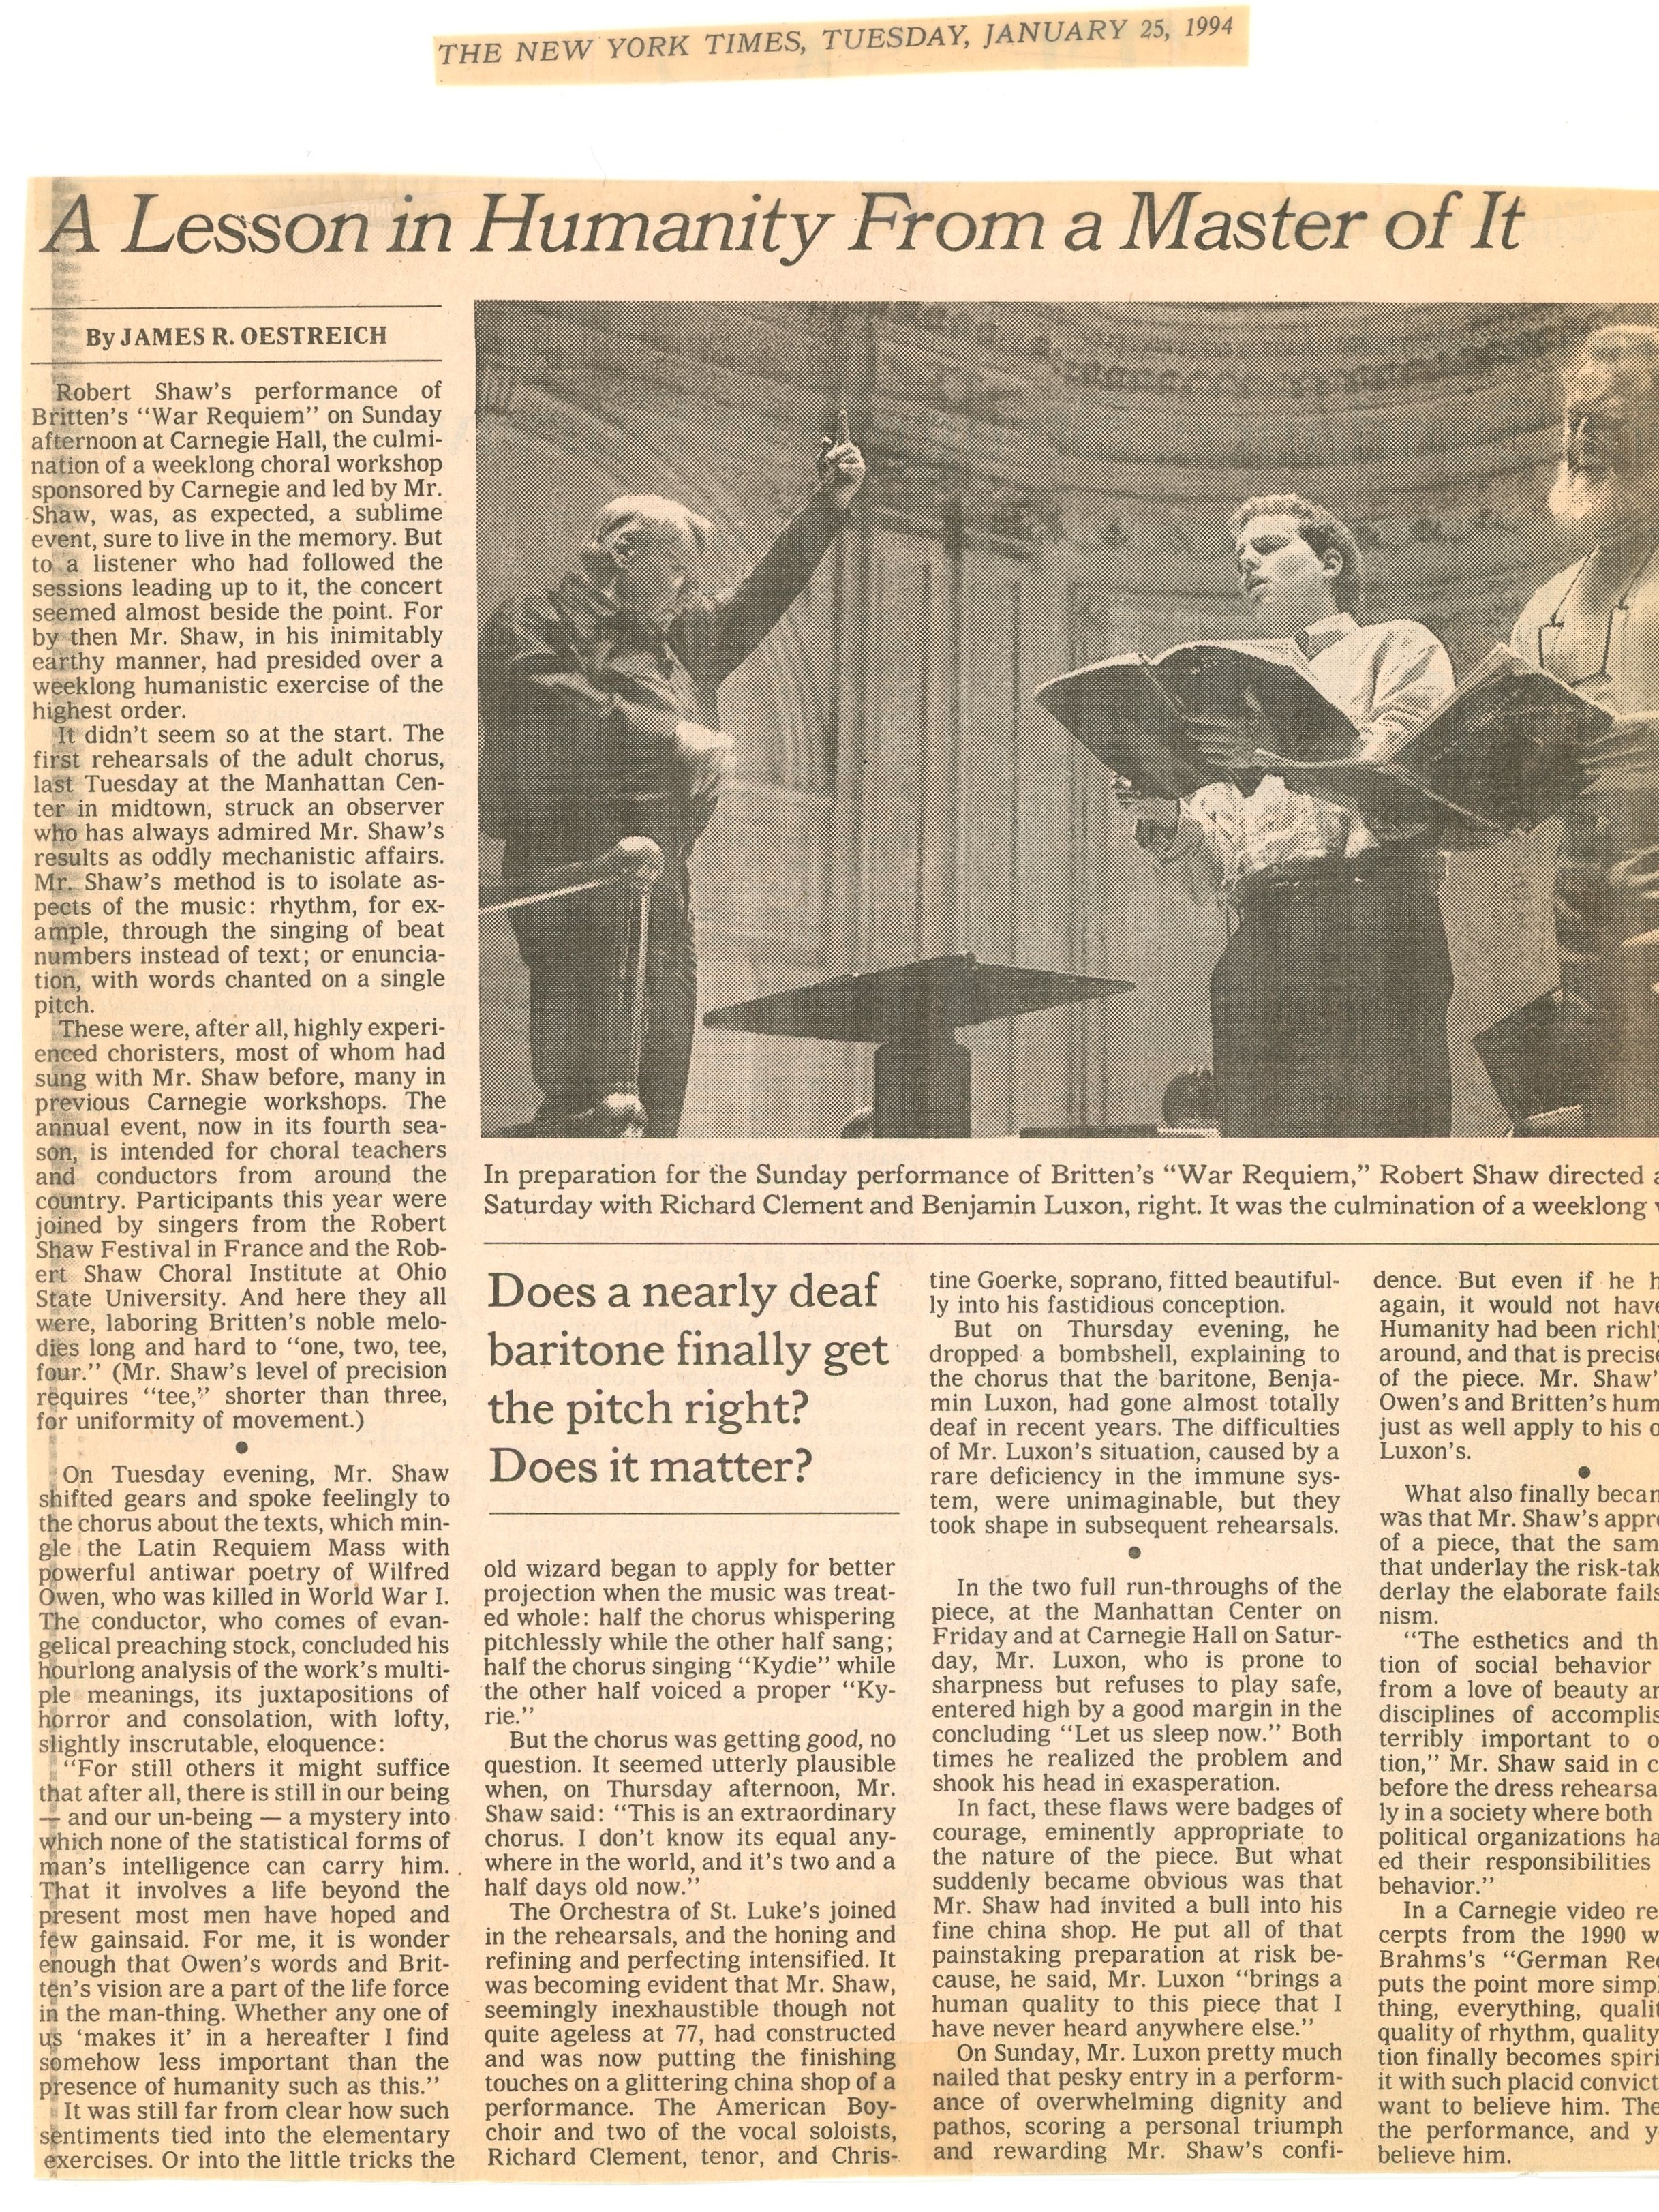 THE NEW YORK TIMES, TUESDAY, JANUARY 25, 1994
A Lesson in Humanity From a Master of It
By JAMES R. OESTREICH
Robert Shaw's performance of
Britten's "War Requiem" on Sunday
afternoon at Carnegie Hall, the culmi-
nation of a weeklong choral workshop
sponsored by Carnegie and led by Mr.
Shaw, was, as expected, a sublime
event, sure to live in the memory. But
to a listener who had followed the
sessions leading up to it, the concert
seemed almost beside the point. For
by then Mr. Shaw, in his inimitably
earthy manner, had presided over a
weeklong humanistic exercise of the
highest order.
It didn't seem so at the start. The
first rehearsals of the adult chorus,
last Tuesday at the Manhattan Cen-
ter in midtown, struck an observer
who has always admired Mr. Shaw's
results as oddly mechanistic affairs.
Mr. Shaw's method is to isolate as-
pects of the music: rhythm, for ex-
ample, through the singing of beat
numbers instead of text; or enuncia-
tion, with words chanted on a single
pitch.
These were, after all, highly experi-
enced choristers, most of whom had
sung with Mr. Shaw before, many in
previous Carnegie workshops. The
annual event, now in its fourth sea-
son, is intended for choral teachers
and conductors from around the
country. Participants this year were
joined by singers from the Robert
Shaw Festival in France and the Rob-
ert Shaw Choral Institute at Ohio
State University. And here they all
were, laboring Britten's noble melo-
dies long and hard to "one, two, tee,
four." (Mr. Shaw's level of precision
requires "tee," shorter than three,
for uniformity of movement.)
●
On Tuesday evening, Mr. Shaw
shifted gears and spoke feelingly to
the chorus about the texts, which min-
gle the Latin Requiem Mass with
powerful antiwar poetry of Wilfred
Owen, who was killed in World War I.
The conductor, who comes of evan-
gelical preaching stock, concluded his
hourlong analysis of the work's multi-
ple meanings, its juxtapositions of
horror and consolation, with lofty,
slightly inscrutable, eloquence:
"For still others it might suffice
that after all, there is still in our being
— and our un-being — a mystery into
which none of the statistical forms of
man's intelligence can carry him.
That it involves a life beyond the
present most men have hoped and
few gainsaid. For me, it is wonder
enough that Owen's words and Brit-
ten's vision are a part of the life force
in the man-thing. Whether any one of
us 'makes it' in a hereafter I find
somehow less important than the
presence of humanity such as this."
It was still far from clear how such
sentiments tied into the elementary
exercises. Or into the little tricks the
In preparation for the Sunday performance of Britten's "War Requiem," Robert Shaw directed
Saturday with Richard Clement and Benjamin Luxon, right. It was the culmination of a weeklong
Does a nearly deaf
baritone finally get
the pitch right?
Does it matter?
old wizard began to apply for better
projection when the music was treat-
ed whole: half the chorus whispering
pitchlessly while the other half sang;
half the chorus singing "Kydie" while
the other half voiced a proper "Ky-
rie."
But the chorus was getting good, no
question. It seemed utterly plausible
when, on Thursday afternoon, Mr.
Shaw said: "This is an extraordinary
chorus. I don't know its equal any-
where in the world, and it's two and a
half days old now."
The Orchestra of St. Luke's joined
in the rehearsals, and the honing and
refining and perfecting intensified. It
was becoming evident that Mr. Shaw,
seemingly inexhaustible though not
quite ageless at 77, had constructed
and was now putting the finishing
touches on a glittering china shop of a
performance. The American Boy-
choir and two of the vocal soloists,
Richard Clement, tenor, and Chris-
tine Goerke, soprano, fitted beautiful-
ly into his fastidious conception.
But on Thursday evening, he
dropped a bombshell, explaining to
the chorus that the baritone, Benja-
min Luxon, had gone almost totally
deaf in recent years. The difficulties
of Mr. Luxon's situation, caused by a
rare deficiency in the immune sys-
tem, were unimaginable, but they
took shape in subsequent rehearsals.
●
In the two full run-throughs of the
piece, at the Manhattan Center on
Friday and at Carnegie Hall on Satur-
day, Mr. Luxon, who is prone to
sharpness but refuses to play safe,
entered high by a good margin in the
concluding "Let us sleep now." Both
times he realized the problem and
shook his head in exasperation.
In fact, these flaws were badges of
courage, eminently appropriate to
the nature of the piece. But what
suddenly became obvious was that
Mr. Shaw had invited a bull into his
fine china shop. He put all of that
painstaking preparation at risk be-
cause, he said, Mr. Luxon "brings a
human quality to this piece that I
have never heard anywhere else."
On Sunday, Mr. Luxon pretty much
nailed that pesky entry in a perform-
ance of overwhelming dignity and
pathos, scoring a personal triumph
and rewarding Mr. Shaw's confi-
dence. But even if he
again, it would not have
Humanity had been richl
around, and that is precise
of the piece. Mr. Shaw'
Owen's and Britten's hum
just as well apply to his
Luxon's.
●
What also finally becam
was that Mr. Shaw's appr
of a piece, that the sam
that underlay the risk-tak
derlay the elaborate fails
nism.
"The esthetics and th
tion of social behavior
from a love of beauty a
disciplines of accomplis
terribly important to o
tion," Mr. Shaw said in c
before the dress rehearsa
ly in a society where both
political organizations ha
ed their responsibilities
behavior."
In a Carnegie video re
cerpts from the 1990 w
Brahms's "German Re
puts the point more simp
thing, everything, qualit
quality of rhythm, quality
tion finally becomes spiri
it with such placid convict
want to believe him. The
the performance, and y
believe him.